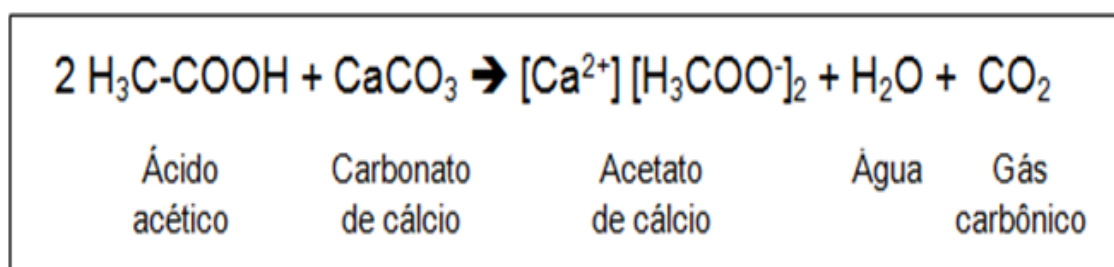 2 H₃C-COOH + CaCO₃ ➔ [Ca²⁺] [H₃COO⁻]₂ + H₂O + CO₂
Ácido Carbonato Acetato Água Gás
acético de cálcio de cálcio carbônico